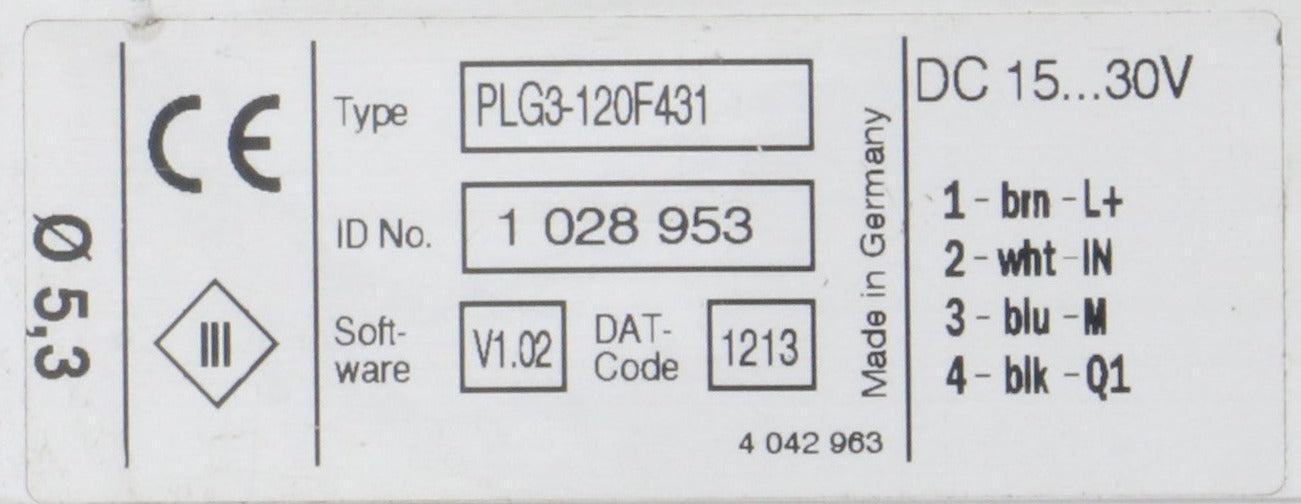 Ø 5,3
CE
III
Type PLG3-120F431
ID No. 1 028 953
Soft-
ware V1.02
DAT-
Code 1213
4 042 963
Made in Germany
DC 15...30V
1 - brn - L+
2 - wht - IN
3 - blu - M
4 - blk - Q1